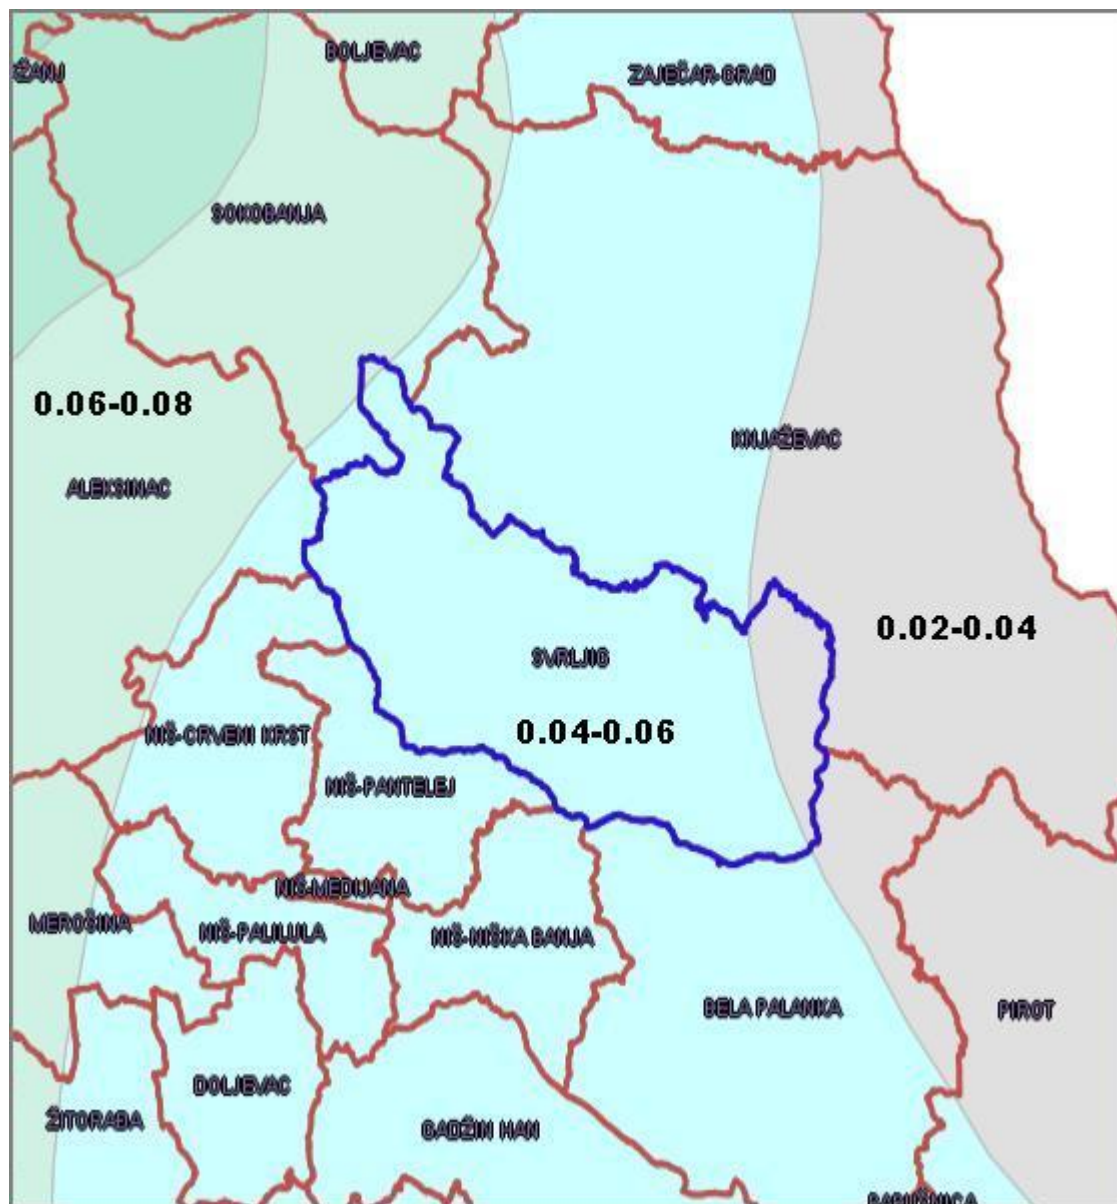 BOLJEVAC
ZAJEČAR-GRAD
SOKOBANJA
0.06-0.08
KNJAŽEVAC
ALEKSINAC
0.02-0.04
SVRLJIG
0.04-0.06
NIŠ-CRVENI KRST
NIŠ-PANTELEJ
NIŠ-MEDIJANA
MEROŠINA
NIŠ-PALILULA
NIŠ-NIŠKA BANJA
BELA PALANKA
PIROT
DOLJEVAC
ŽITORAĐA
GADŽIN HAN